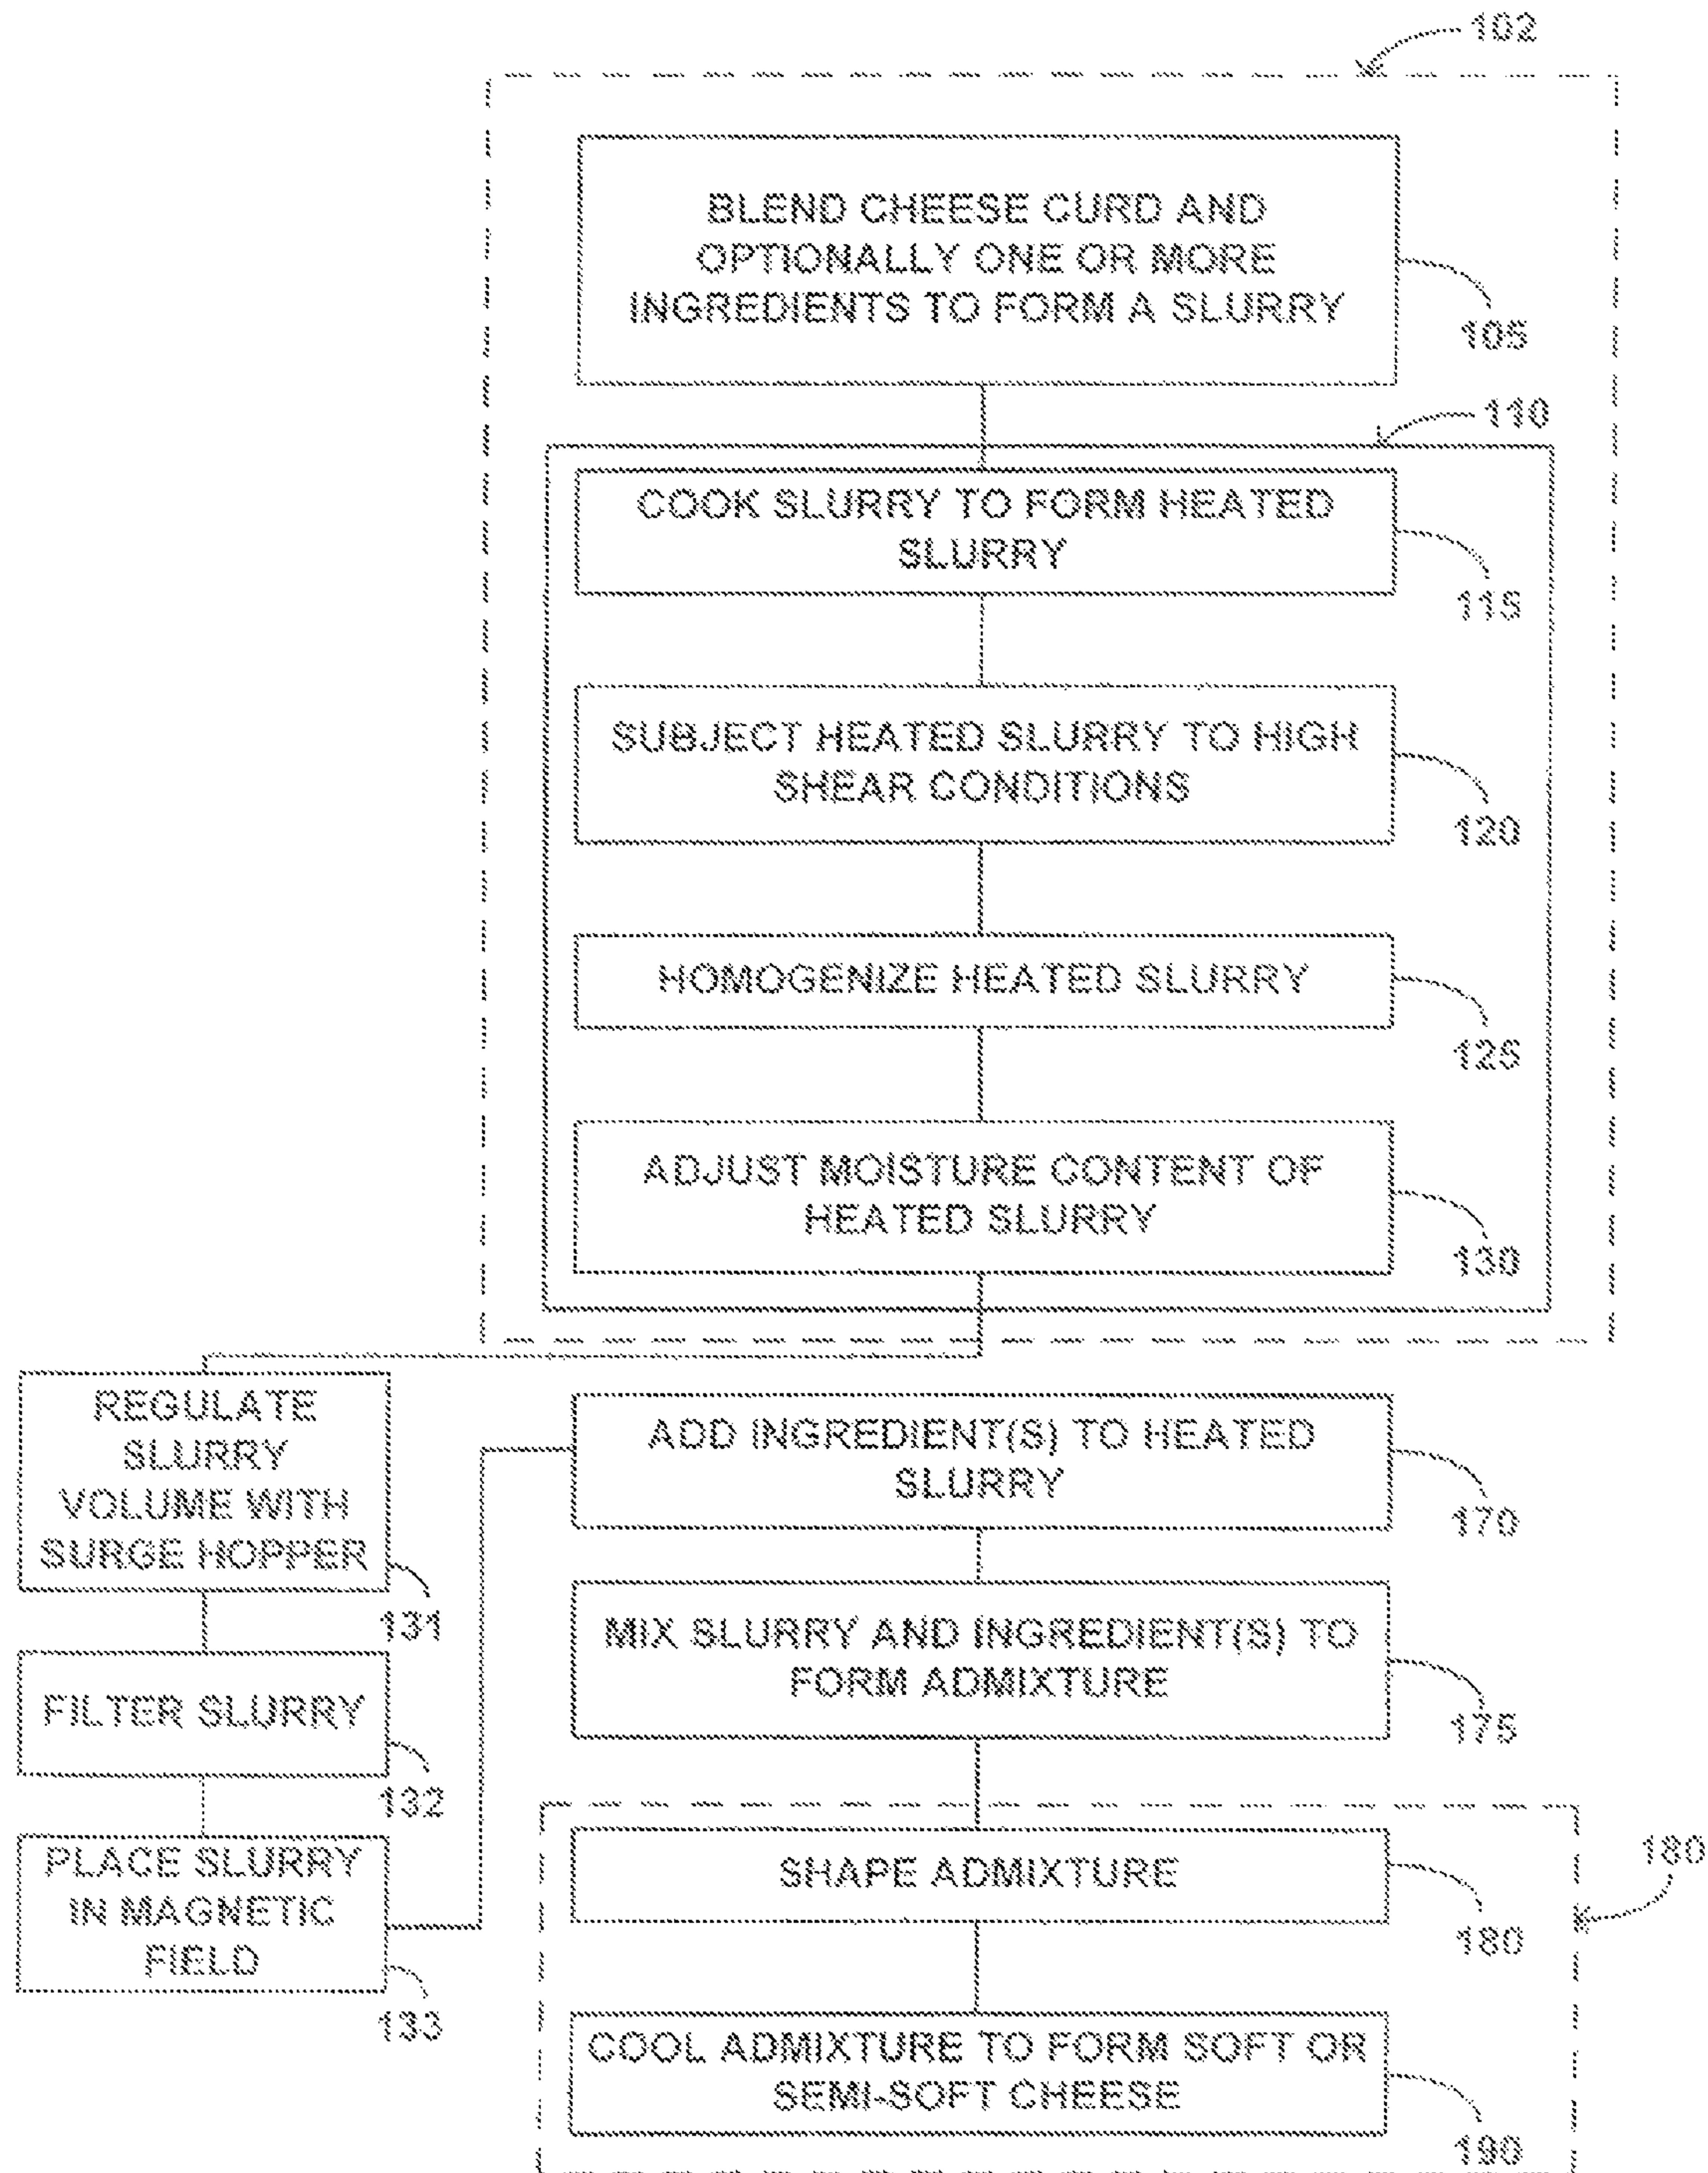 102
BLEND CHEESE CURD AND
OPTIONALLY ONE OR MORE
INGREDIENTS TO FORM A SLURRY
105
110
COOK SLURRY TO FORM HEATED
SLURRY
115
SUBJECT HEATED SLURRY TO HIGH
SHEAR CONDITIONS
120
HOMOGENIZE HEATED SLURRY
125
ADJUST MOISTURE CONTENT OF
HEATED SLURRY
130
REGULATE
SLURRY
VOLUME WITH
SURGE HOPPER
131
FILTER SLURRY
132
PLACE SLURRY
IN MAGNETIC
FIELD
133
ADD INGREDIENT(S) TO HEATED
SLURRY
170
MIX SLURRY AND INGREDIENT(S) TO
FORM ADMIXTURE
175
180
SHAPE ADMIXTURE
180
COOL ADMIXTURE TO FORM SOFT OR
SEMI-SOFT CHEESE
190